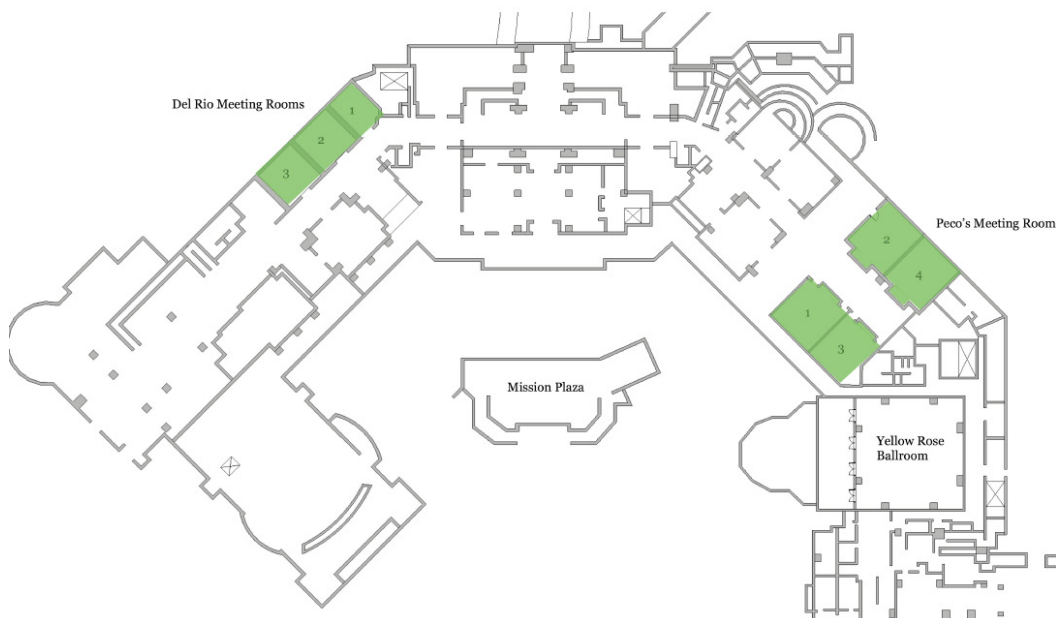 Del Rio Meeting Rooms
1
2
3
Peco's Meeting Room
2
4
1
3
Mission Plaza
Yellow Rose
Ballroom